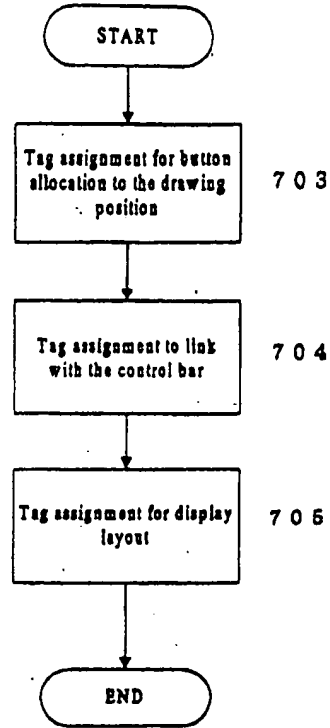 START
Tag assignment for button
allocation to the drawing
position
703
Tag assignment to link
with the control bar
704
Tag assignment for display
layout
705
END